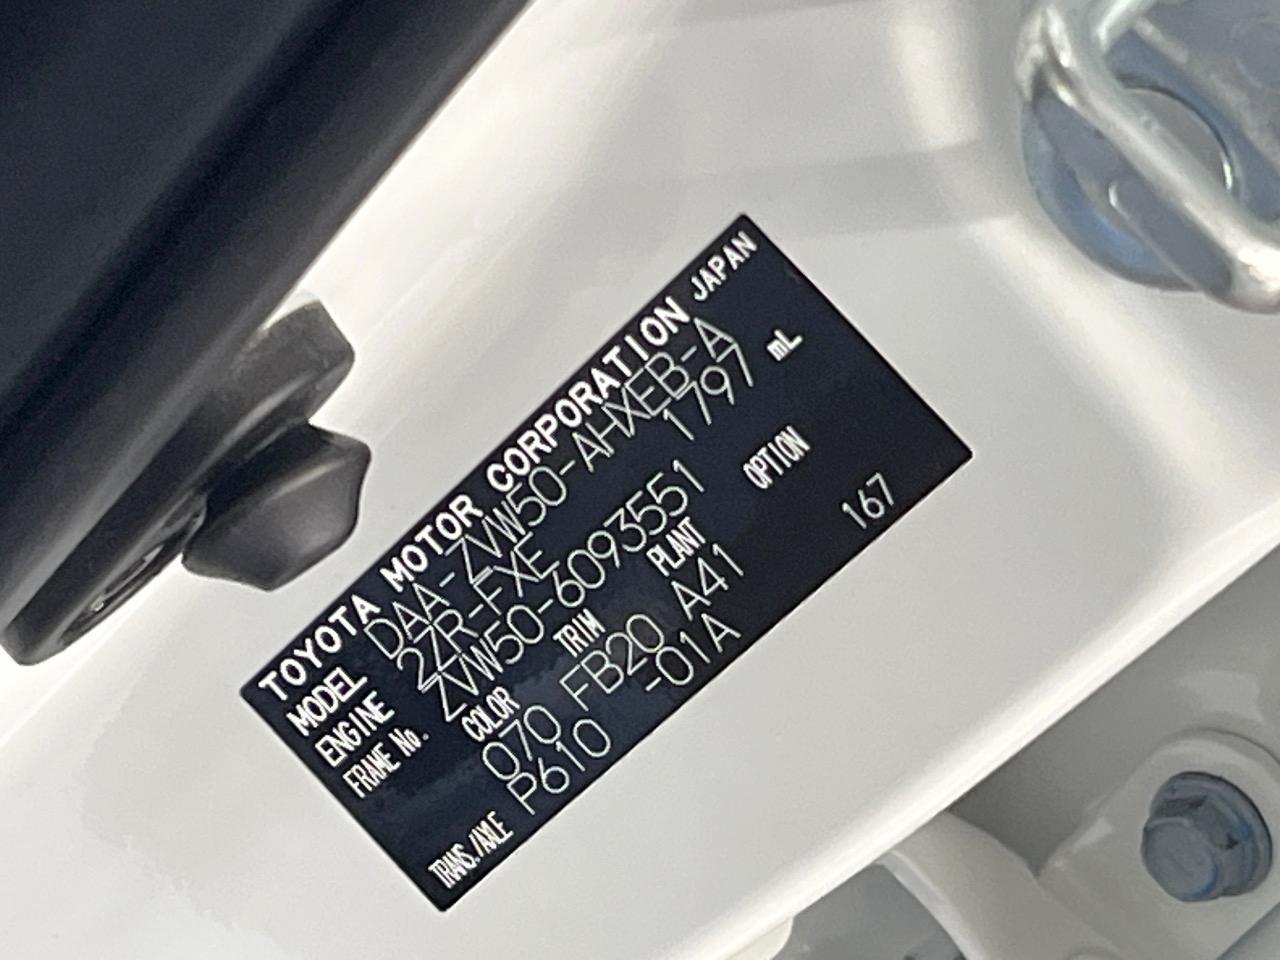 TOYOTA MOTOR CORPORATION JAPAN
MODEL DAA-ZVW50-AHXEB-A
ENGINE 2ZR-FXE 1797 mL
FRAME No. ZVW50-6093551
COLOR TRIM PLANT OPTION
070 FB20 A41
TRANS./AXLE P610 -01A
167